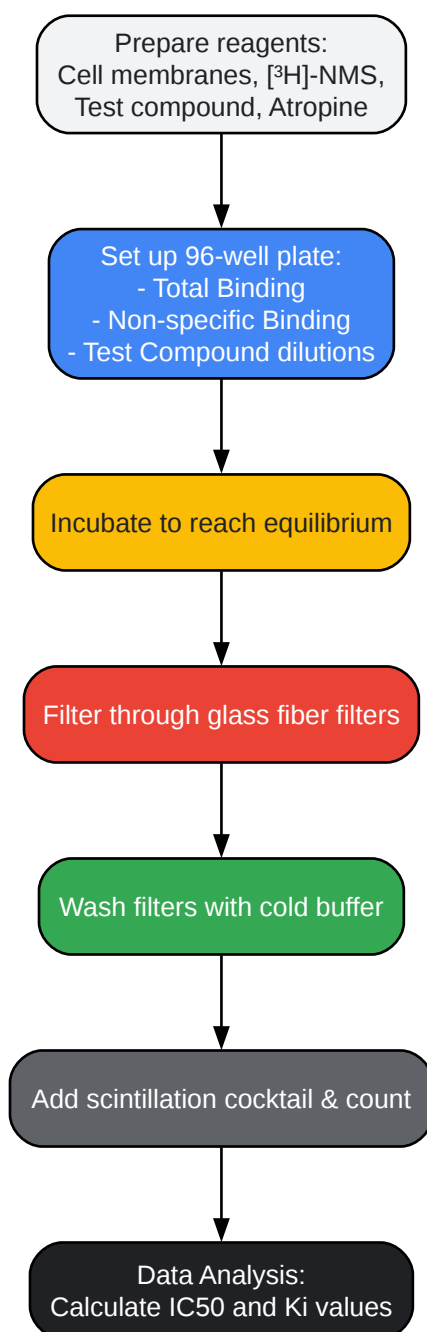 Prepare reagents:
Cell membranes, [³H]-NMS,
Test compound, Atropine
Set up 96-well plate:
- Total Binding
- Non-specific Binding
- Test Compound dilutions
Incubate to reach equilibrium
Filter through glass fiber filters
Wash filters with cold buffer
Add scintillation cocktail & count
Data Analysis:
Calculate IC50 and Ki values